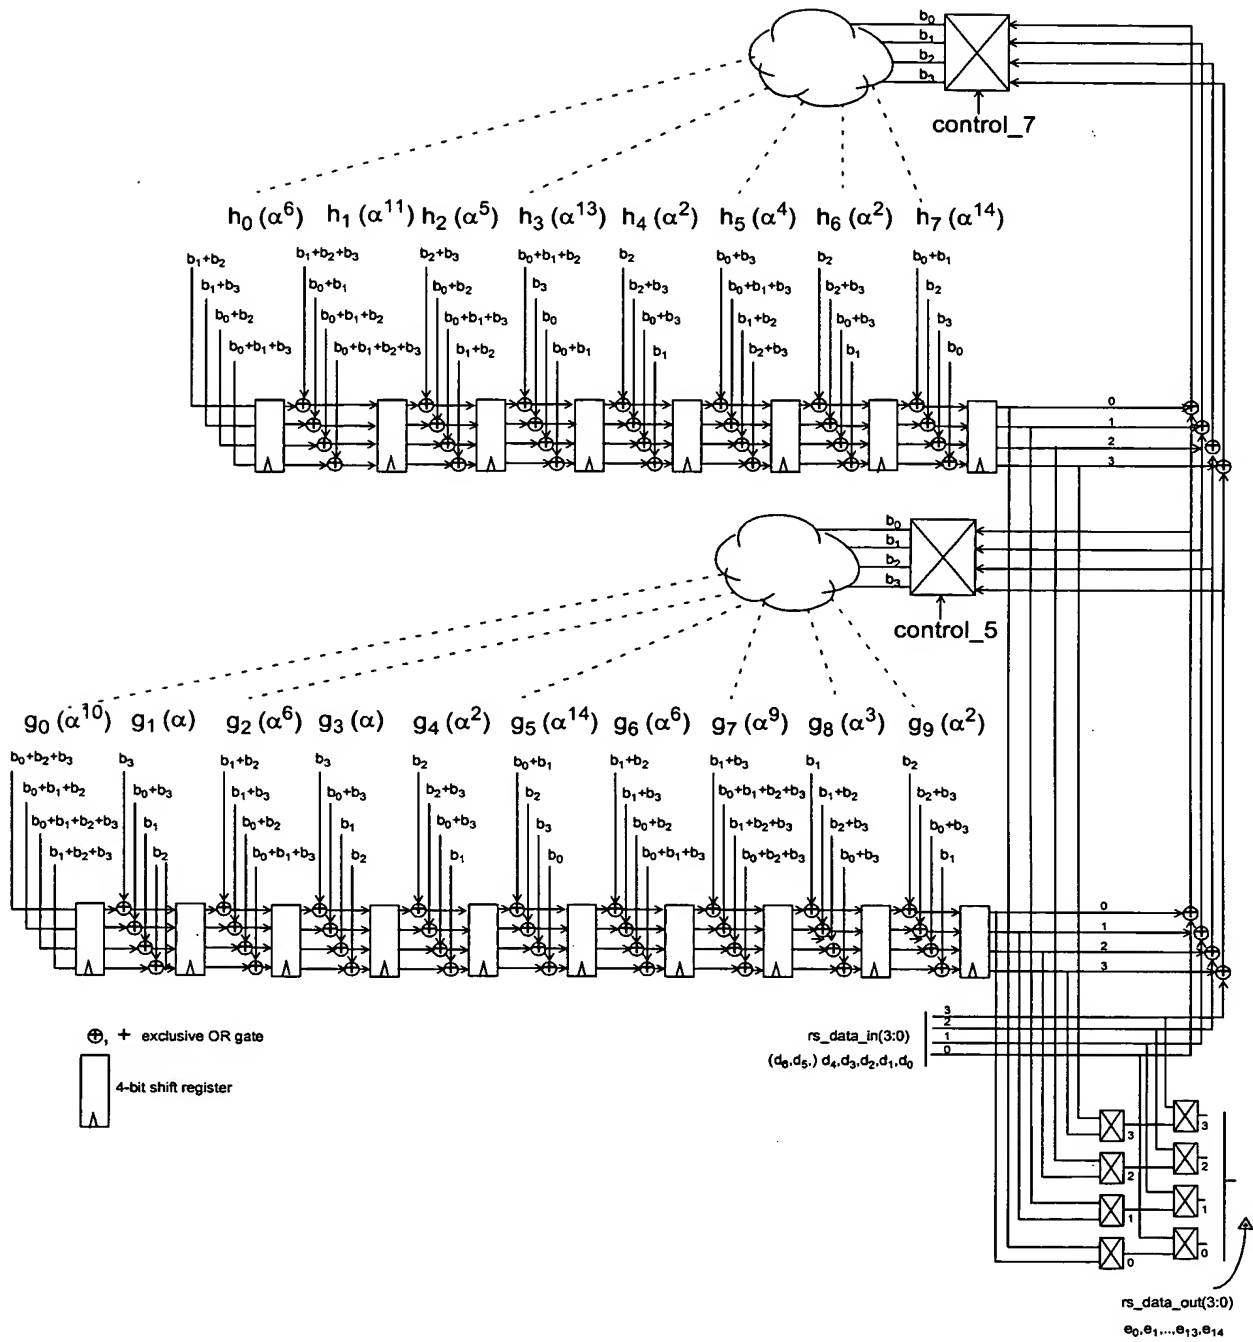 b₀
b₁
b₂
b₃
control_7
h₀ (α⁶) h₁ (α¹¹) h₂ (α⁵) h₃ (α¹³) h₄ (α²) h₅ (α⁴) h₆ (α²) h₇ (α¹⁴)
b₁+b₂ b₁+b₂+b₃ b₂+b₃ b₀+b₁+b₂ b₂ b₀+b₃ b₂ b₀+b₁
b₁+b₃ b₀+b₁ b₀+b₂ b₃ b₂+b₃ b₀+b₁+b₃ b₂+b₃ b₂
b₀+b₂ b₀+b₁+b₂ b₀+b₁+b₃ b₀ b₀+b₃ b₁+b₂ b₀+b₃ b₃
b₀+b₁+b₃ b₀+b₁+b₂+b₃ b₁+b₂ b₀+b₁ b₁ b₂+b₃ b₁ b₀
0
1
2
3
b₀
b₁
b₂
b₃
control_5
g₀ (α¹⁰) g₁ (α) g₂ (α⁶) g₃ (α) g₄ (α²) g₅ (α¹⁴) g₆ (α⁶) g₇ (α⁹) g₈ (α³) g₉ (α²)
b₀+b₂+b₃ b₃ b₁+b₂ b₃ b₂ b₀+b₁ b₁+b₂ b₁+b₃ b₁ b₂
b₀+b₁+b₂ b₀+b₃ b₁+b₃ b₀+b₃ b₂+b₃ b₂ b₁+b₃ b₀+b₁+b₂+b₃ b₁+b₂ b₂+b₃
b₀+b₁+b₂+b₃ b₁ b₀+b₂ b₁ b₀+b₃ b₃ b₀+b₂ b₁+b₂+b₃ b₂+b₃ b₀+b₃
b₁+b₂+b₃ b₂ b₀+b₁+b₃ b₂ b₁ b₀ b₀+b₁+b₃ b₀+b₂+b₃ b₀+b₃ b₁
0
1
2
3
⊕, + exclusive OR gate
4-bit shift register
3
2
1
0
rs_data_in(3:0)
(d₆,d₅,) d₄,d₃,d₂,d₁,d₀
3 3
2 2
1 1
0 0
rs_data_out(3:0)
e₀,e₁,...,e₁₃,e₁₄